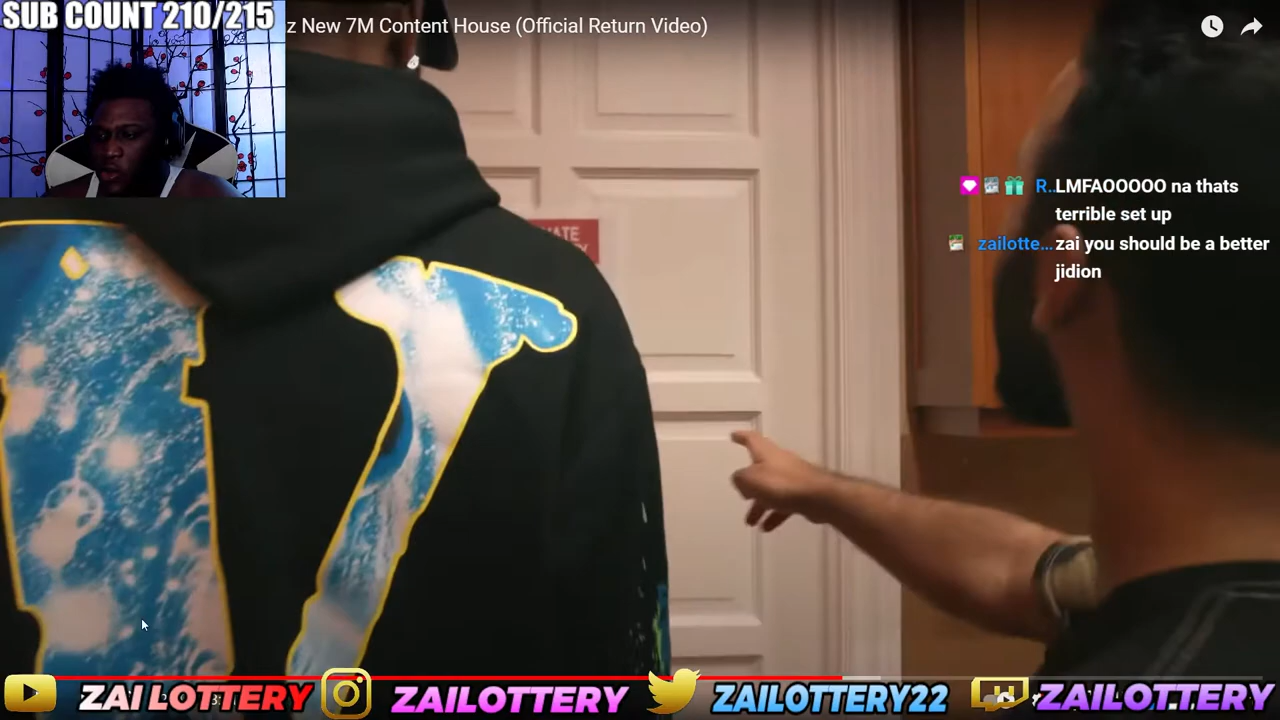 SUB COUNT 210/215
z New 7M Content House (Official Return Video)
R..LMFAOOOOO na thats
terrible set up
zailotte...zai you should be a better
jidion
ZAI LOTTERY
ZAILOTTERY
ZAILOTTERY22
ZAILOTTERY